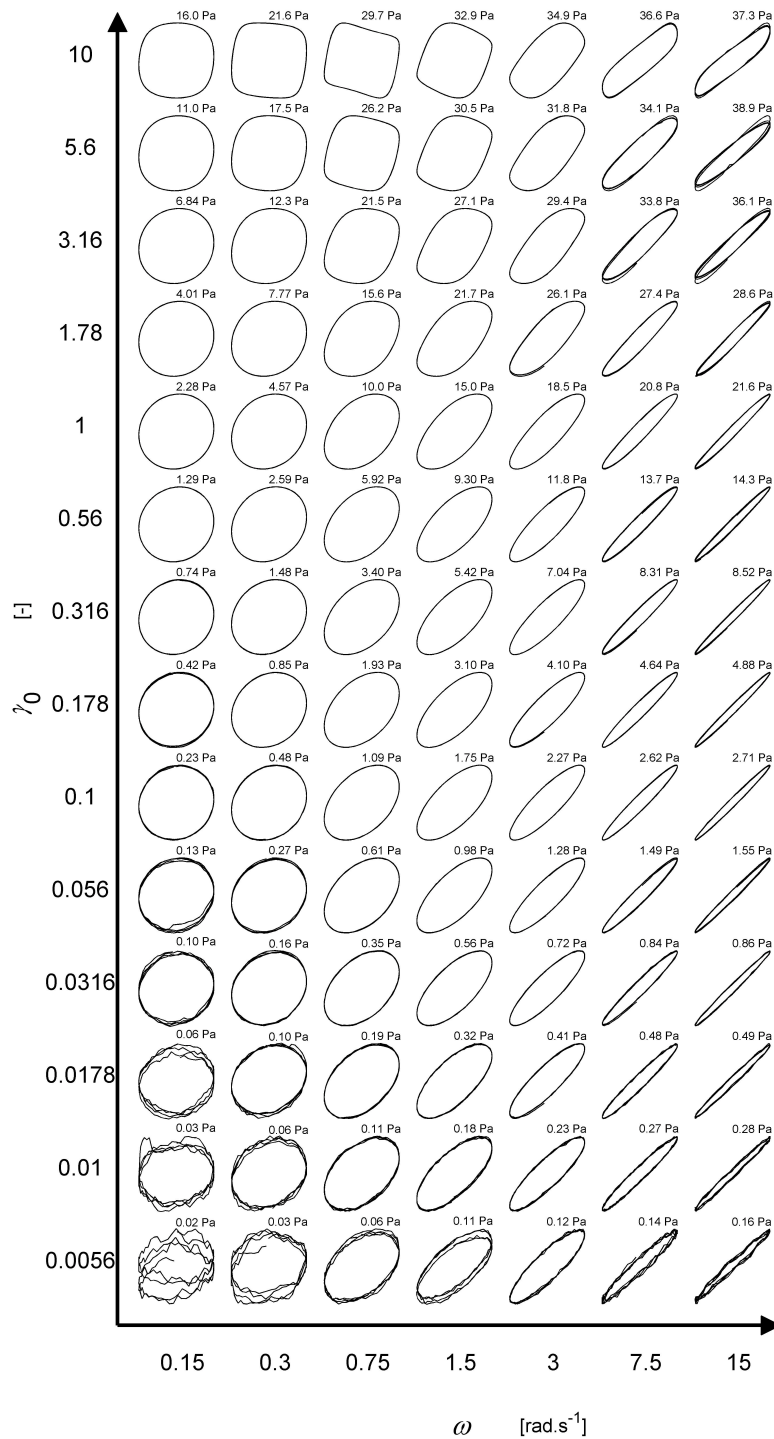 16.0 Pa 21.6 Pa 29.7 Pa 32.9 Pa 34.9 Pa 36.6 Pa 37.3 Pa
10
11.0 Pa 17.5 Pa 26.2 Pa 30.5 Pa 31.8 Pa 34.1 Pa 38.9 Pa
5.6
6.84 Pa 12.3 Pa 21.5 Pa 27.1 Pa 29.4 Pa 33.8 Pa 36.1 Pa
3.16
4.01 Pa 7.77 Pa 15.6 Pa 21.7 Pa 26.1 Pa 27.4 Pa 28.6 Pa
1.78
2.28 Pa 4.57 Pa 10.0 Pa 15.0 Pa 18.5 Pa 20.8 Pa 21.6 Pa
1
1.29 Pa 2.59 Pa 5.92 Pa 9.30 Pa 11.8 Pa 13.7 Pa 14.3 Pa
0.56
0.74 Pa 1.48 Pa 3.40 Pa 5.42 Pa 7.04 Pa 8.31 Pa 8.52 Pa
0.316
0.42 Pa 0.85 Pa 1.93 Pa 3.10 Pa 4.10 Pa 4.64 Pa 4.88 Pa
0.178
0.23 Pa 0.48 Pa 1.09 Pa 1.75 Pa 2.27 Pa 2.62 Pa 2.71 Pa
0.1
0.13 Pa 0.27 Pa 0.61 Pa 0.98 Pa 1.28 Pa 1.49 Pa 1.55 Pa
0.056
0.10 Pa 0.16 Pa 0.35 Pa 0.56 Pa 0.72 Pa 0.84 Pa 0.86 Pa
0.0316
0.06 Pa 0.10 Pa 0.19 Pa 0.32 Pa 0.41 Pa 0.48 Pa 0.49 Pa
0.0178
0.03 Pa 0.06 Pa 0.11 Pa 0.18 Pa 0.23 Pa 0.27 Pa 0.28 Pa
0.01
0.02 Pa 0.03 Pa 0.06 Pa 0.11 Pa 0.12 Pa 0.14 Pa 0.16 Pa
0.0056
γ0 [-]
0.15 0.3 0.75 1.5 3 7.5 15
ω [rad.s-1]